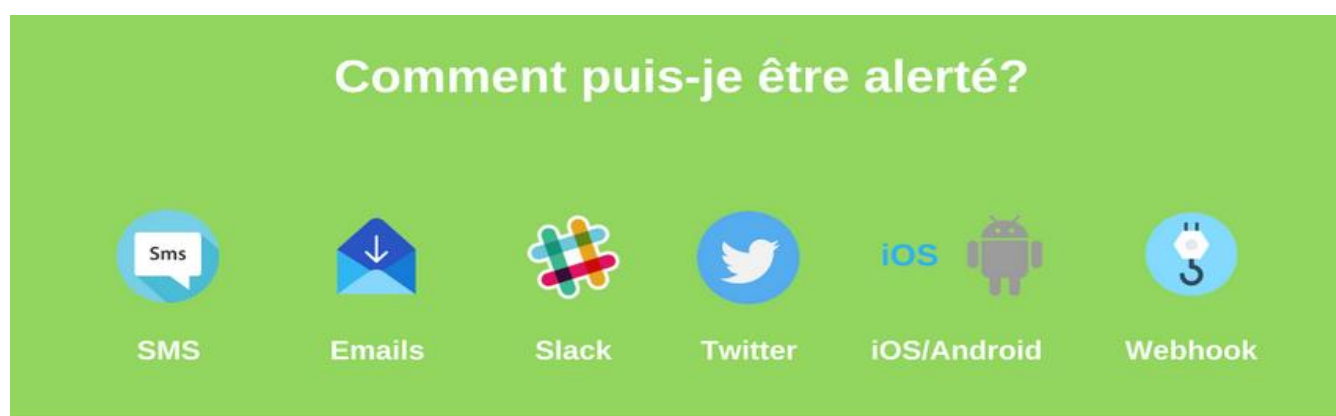 Comment puis-je être alerté?
Sms
iOS
SMS Emails Slack Twitter iOS/Android Webhook